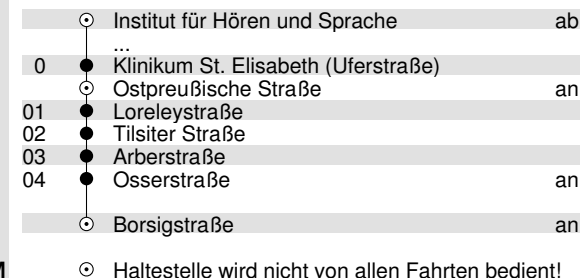 Institut für Hören und Sprache ab
...
0 Klinikum St. Elisabeth (Uferstraße)
Ostpreußische Straße an
01 Loreleystraße
02 Tilsiter Straße
03 Arberstraße
04 Osserstraße an
Borsigstraße an
Haltestelle wird nicht von allen Fahrten bedient!